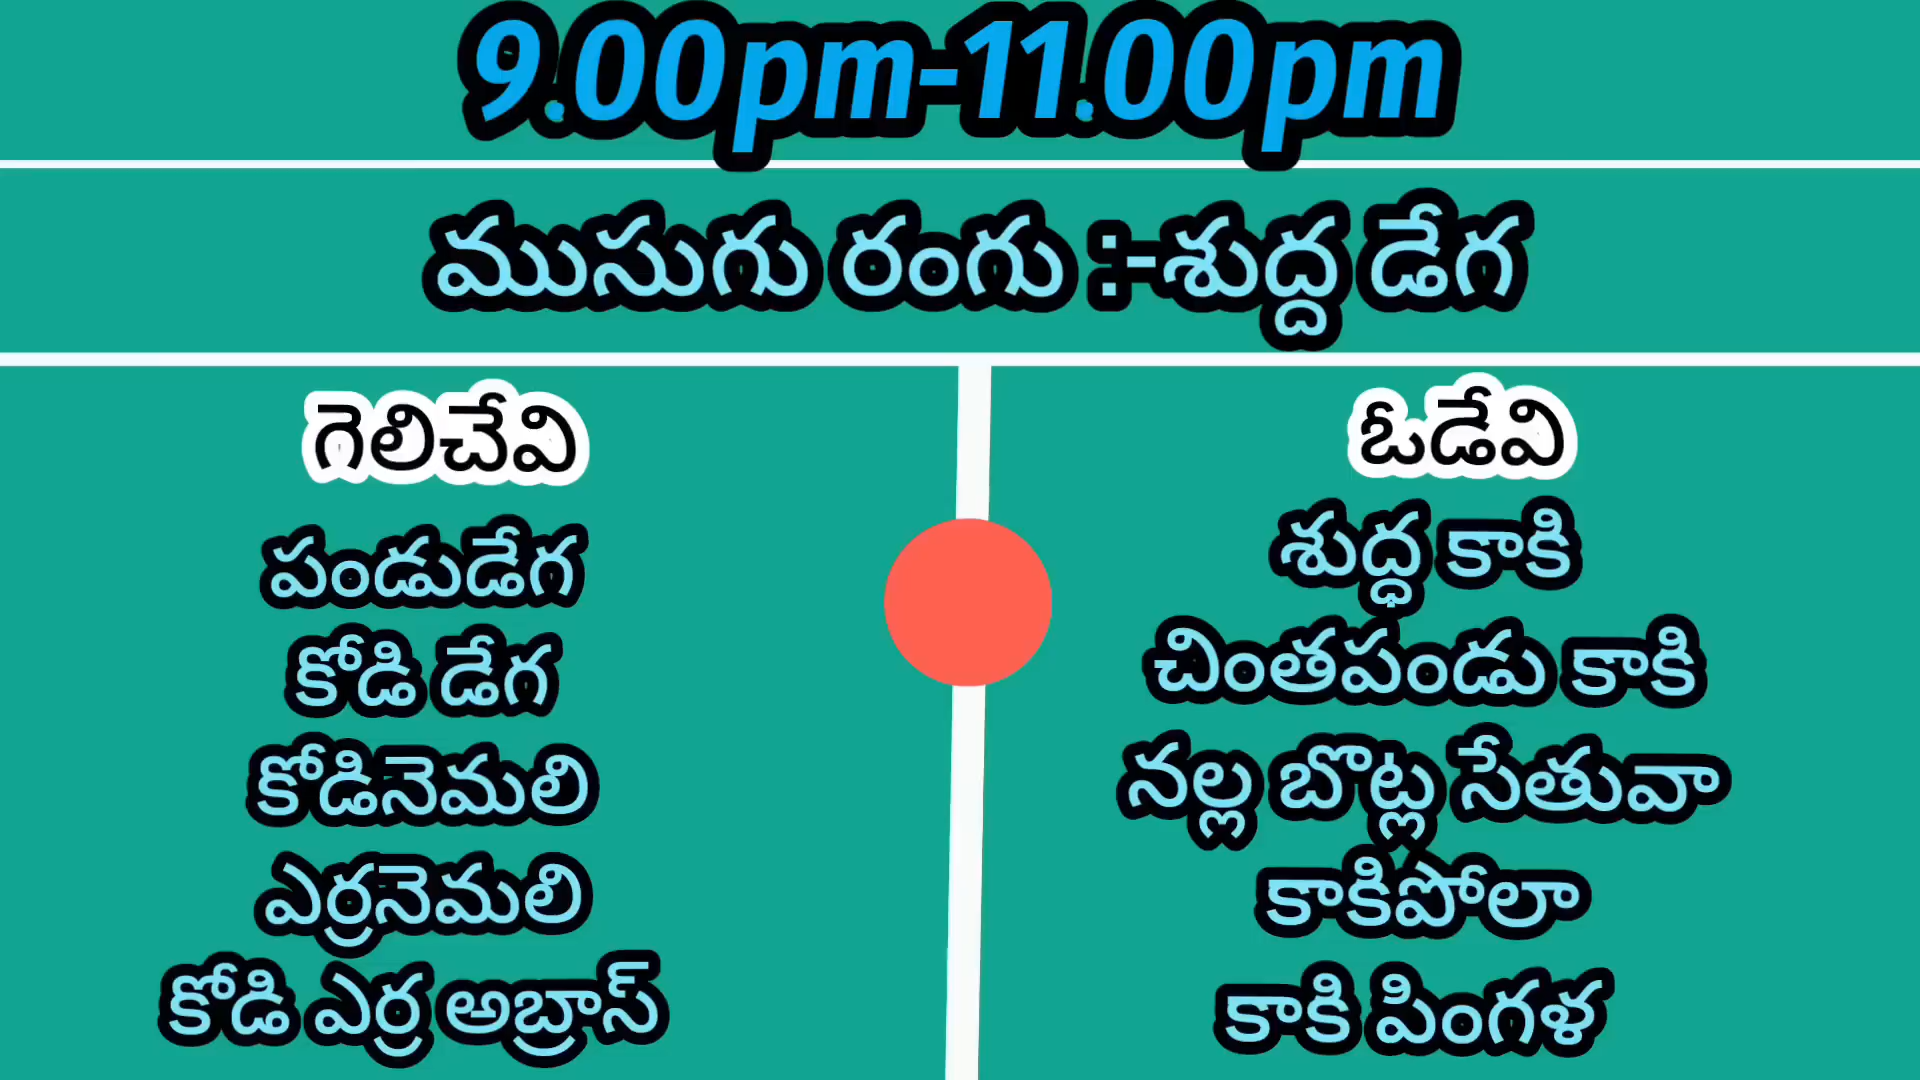 9.00pm-11.00pm
ముసుగు రంగు :-శుద్ద డేగ
గెలిచేవి
పండుడేగ
కోడి డేగ
కోడినెమలి
ఎర్రనెమలి
కోడి ఎర్ర అబ్రాస్
ఓడేవి
శుద్ధ కాకి
చింతపండు కాకి
నల్ల బొట్ల సేతువా
కాకిపోలా
కాకి పింగళ